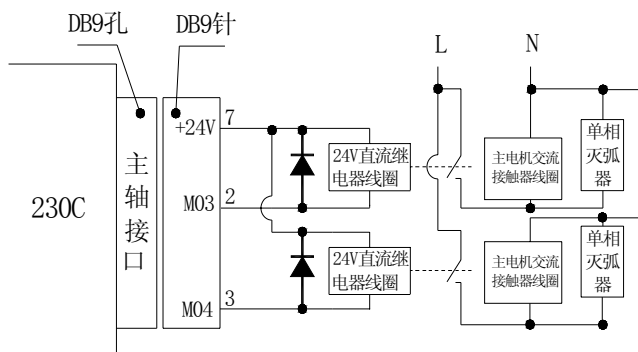 DB9孔
DB9针
L
N
230C
主轴接口
+24V
7
M03
2
M04
3
24V直流继
电器线圈
主电机交流
接触器线圈
单相
灭弧
器
24V直流继
电器线圈
主电机交流
接触器线圈
单相
灭弧
器